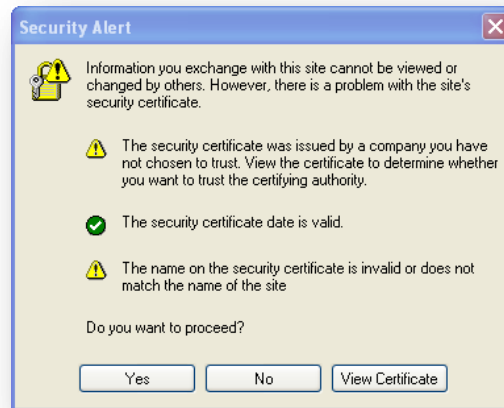 Security Alert
Information you exchange with this site cannot be viewed or
changed by others. However, there is a problem with the site's
security certificate.
The security certificate was issued by a company you have
not chosen to trust. View the certificate to determine whether
you want to trust the certifying authority.
The security certificate date is valid.
The name on the security certificate is invalid or does not
match the name of the site
Do you want to proceed?
Yes
No
View Certificate